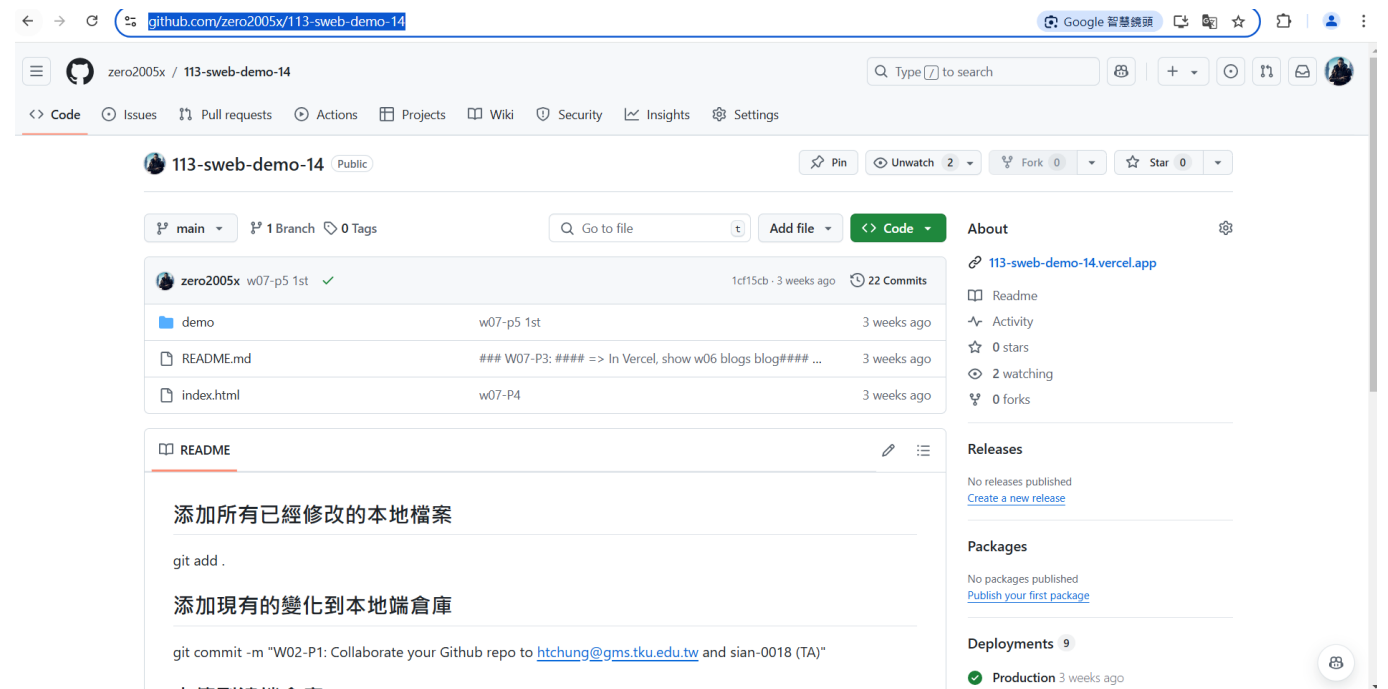 github.com/zero2005x/113-sweb-demo-14
Google 智慧鏡頭
zero2005x / 113-sweb-demo-14
Type / to search
Code Issues Pull requests Actions Projects Wiki Security Insights Settings
113-sweb-demo-14 Public
Pin Unwatch 2 Fork 0 Star 0
main 1 Branch 0 Tags Go to file t Add file Code
zero2005x w07-p5 1st 1cf15cb · 3 weeks ago 22 Commits
demo w07-p5 1st 3 weeks ago
README.md ### W07-P3: #### => In Vercel, show w06 blogs blog#### ... 3 weeks ago
index.html w07-P4 3 weeks ago
README
添加所有已經修改的本地檔案
git add .
添加現有的變化到本地端倉庫
git commit -m "W02-P1: Collaborate your Github repo to htchung@gms.tku.edu.tw and sian-0018 (TA)"
About
113-sweb-demo-14.vercel.app
Readme
Activity
0 stars
2 watching
0 forks
Releases
No releases published
Create a new release
Packages
No packages published
Publish your first package
Deployments 9
Production 3 weeks ago